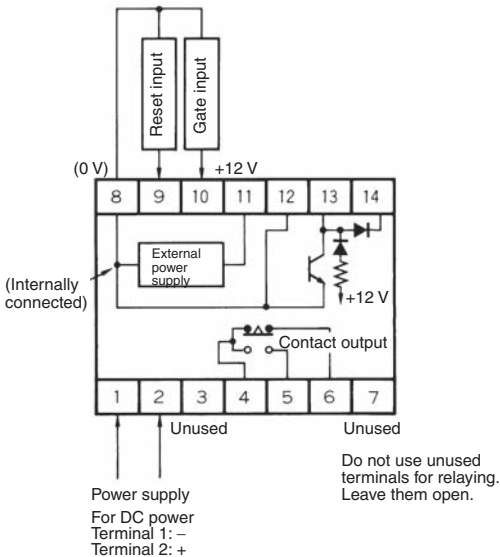 Reset input
Gate input
(0 V)
+12 V
8 9 10 11 12 13 14
External
power
supply
(Internally
connected)
+12 V
Contact output
1 2 3 4 5 6 7
Unused
Unused
Do not use unused
terminals for relaying.
Leave them open.
Power supply
For DC power
Terminal 1: −
Terminal 2: +